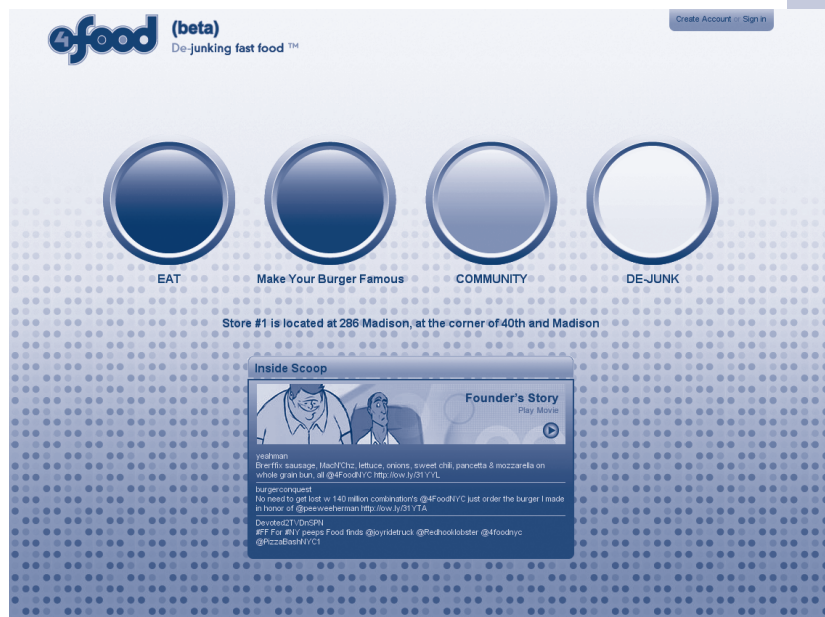 Create Account or Sign in
4food
(beta)
De-junking fast food ™
EAT
Make Your Burger Famous
COMMUNITY
DE-JUNK
Store #1 is located at 286 Madison, at the corner of 40th and Madison
Inside Scoop
Founder's Story
Play Movie
yeahman
Brerffix sausage, MacN'Chz, lettuce, onions, sweet chili, pancetta & mozzarella on
whole grain bun, all @4FoodNYC http://ow.ly/31YYL
burgerconquest
No need to get lost w 140 million combination's @4FoodNYC just order the burger I made
in honor of @peeweeherman http://ow.ly/31YTA
Devoted2TVDnSPN
#FF For #NY peeps Food finds @joyridetruck @Redhooklobster @4foodnyc
@PizzaBashNYC1